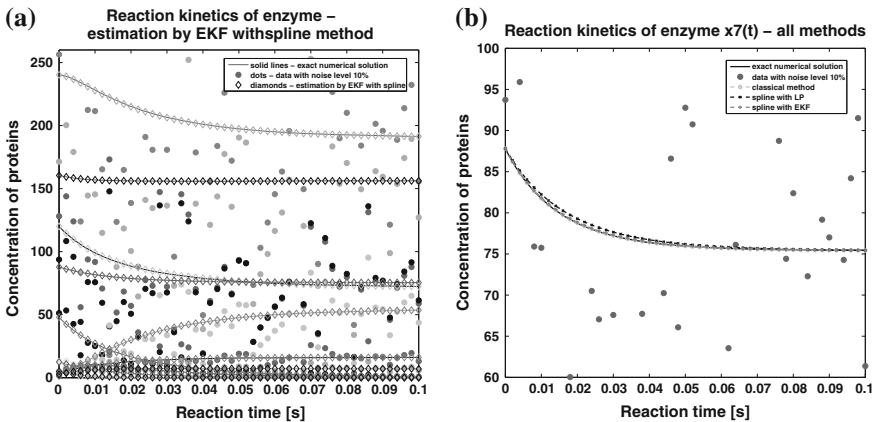 (a)
Reaction kinetics of enzyme –
estimation by EKF withspline method
250
200
150
100
50
0
Concentration of proteins
solid lines – exact numerical solution
dots – data with noise level 10%
diamonds – estimation by EKF with spline
0 0.01 0.02 0.03 0.04 0.05 0.06 0.07 0.08 0.09 0.1
Reaction time [s]
(b)
Reaction kinetics of enzyme x7(t) – all methods
100
95
90
85
80
75
70
65
60
Concentration of proteins
exact numerical solution
data with noise level 10%
classical method
spline with LP
spline with EKF
0 0.01 0.02 0.03 0.04 0.05 0.06 0.07 0.08 0.09 0.1
Reaction time [s]